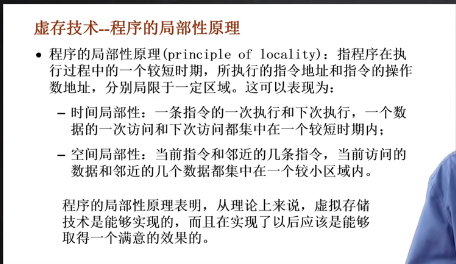 虚存技术--程序的局部性原理
• 程序的局部性原理(principle of locality)：指程序在执
行过程中的一个较短时期，所执行的指令地址和指令的操作
数地址，分别局限于一定区域。这可以表现为：
– 时间局部性：一条指令的一次执行和下次执行，一个数
据的一次访问和下次访问都集中在一个较短时期内；
– 空间局部性：当前指令和邻近的几条指令，当前访问的
数据和邻近的几个数据都集中在一个较小区域内。
程序的局部性原理表明，从理论上来说，虚拟存储
技术是能够实现的，而且在实现了以后应该是能够
取得一个满意的效果的。